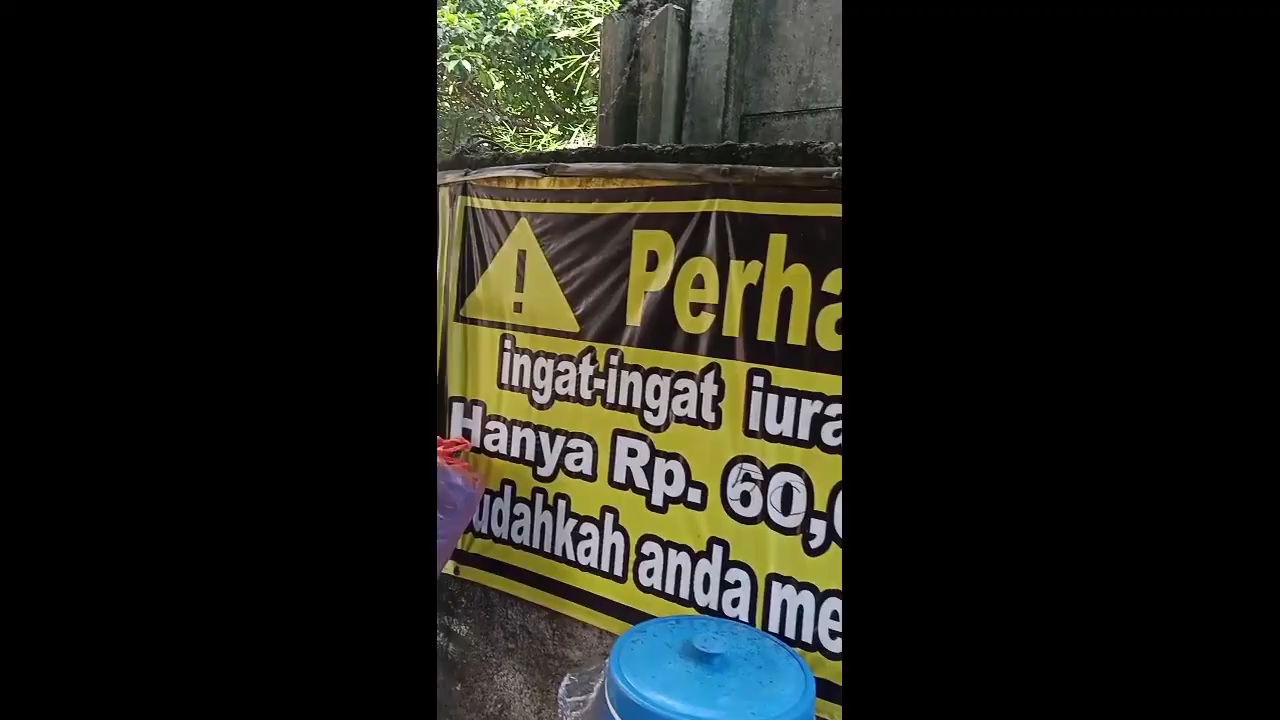 Perha
ingat-ingat iura
Hanya Rp. 60,
udahkah anda me